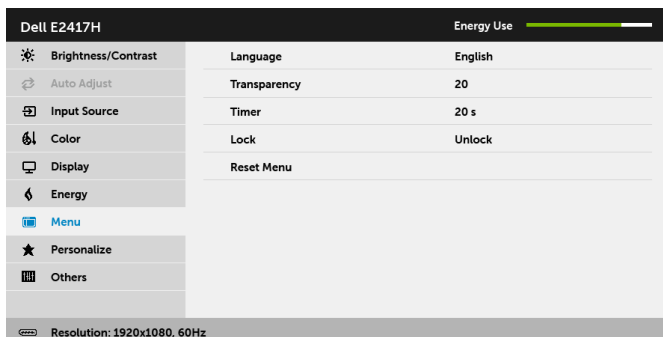 Dell E2417H
Energy Use
Brightness/Contrast
Auto Adjust
Input Source
Color
Display
Energy
Menu
Personalize
Others
Language English
Transparency 20
Timer 20 s
Lock Unlock
Reset Menu
Resolution: 1920x1080, 60Hz